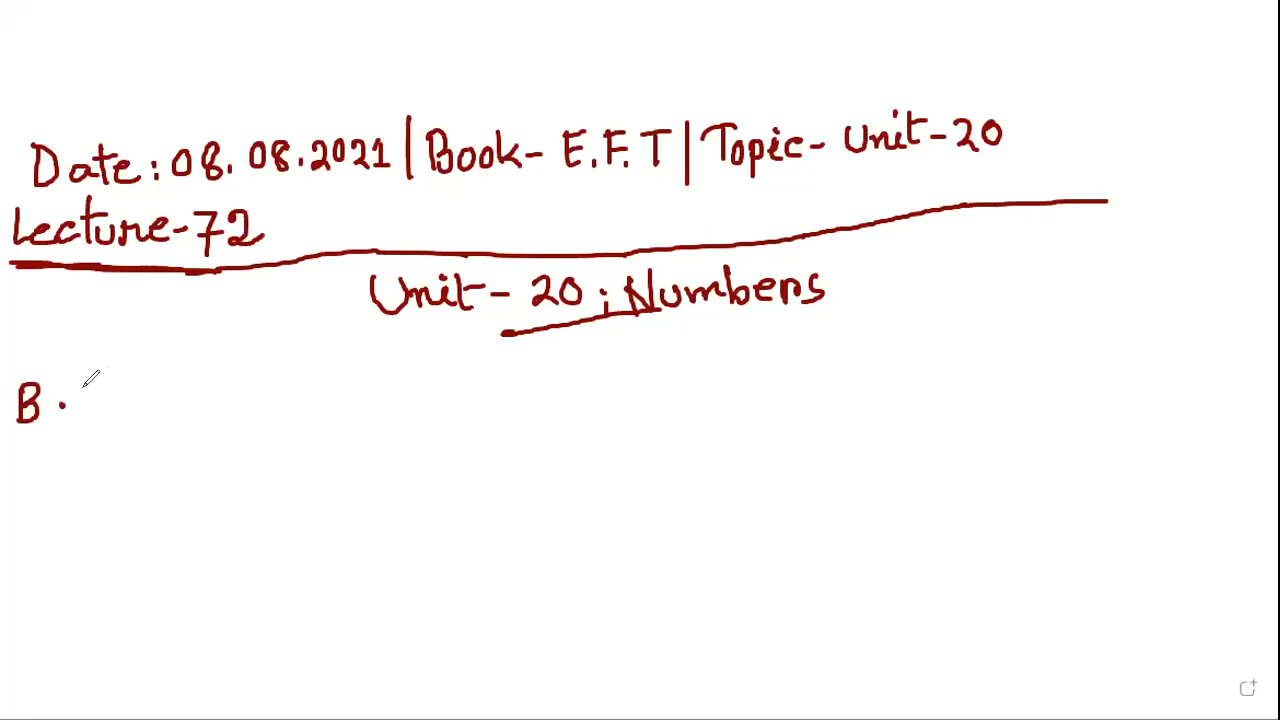 Date: 08.08.2021 | Book- E.F.T | Topic- Unit-20
Lecture-72
Unit- 20 ; Numbers
B.